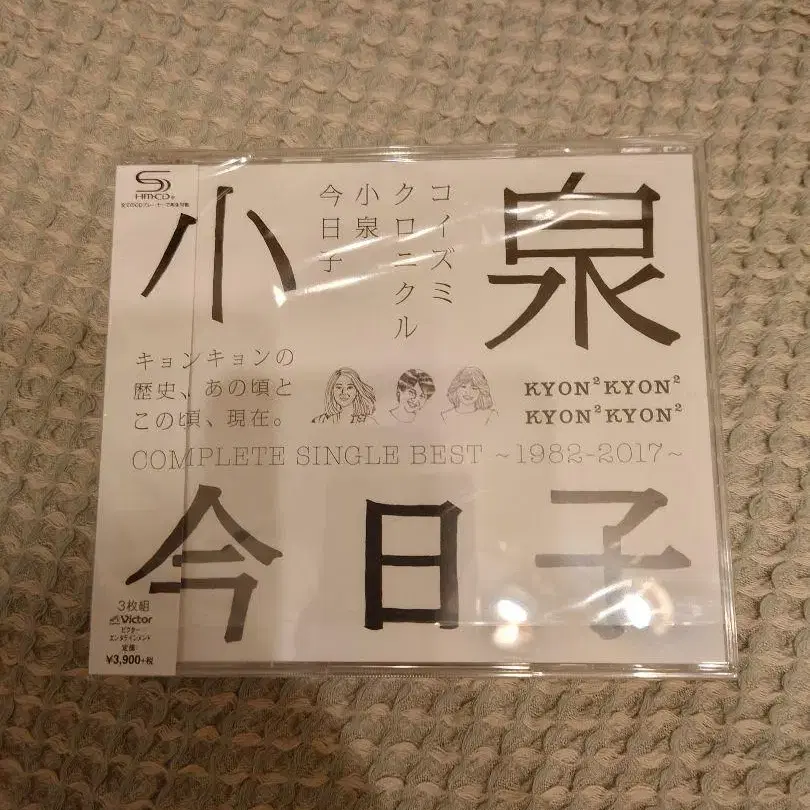 SHM-CD
小泉
コイズミ
クロニクル
小泉
今日子
キョンキョンの
歴史、あの頃と
この頃、現在。
KYON²KYON²
KYON²KYON²
COMPLETE SINGLE BEST ~1982-2017~
今日子
3枚組
Victor
ビクター
エンタテインメント
定価:
¥3,900+税